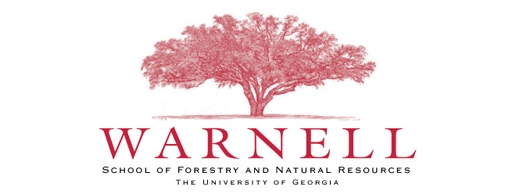 WARNELL
School of Forestry and Natural Resources
The University of Georgia